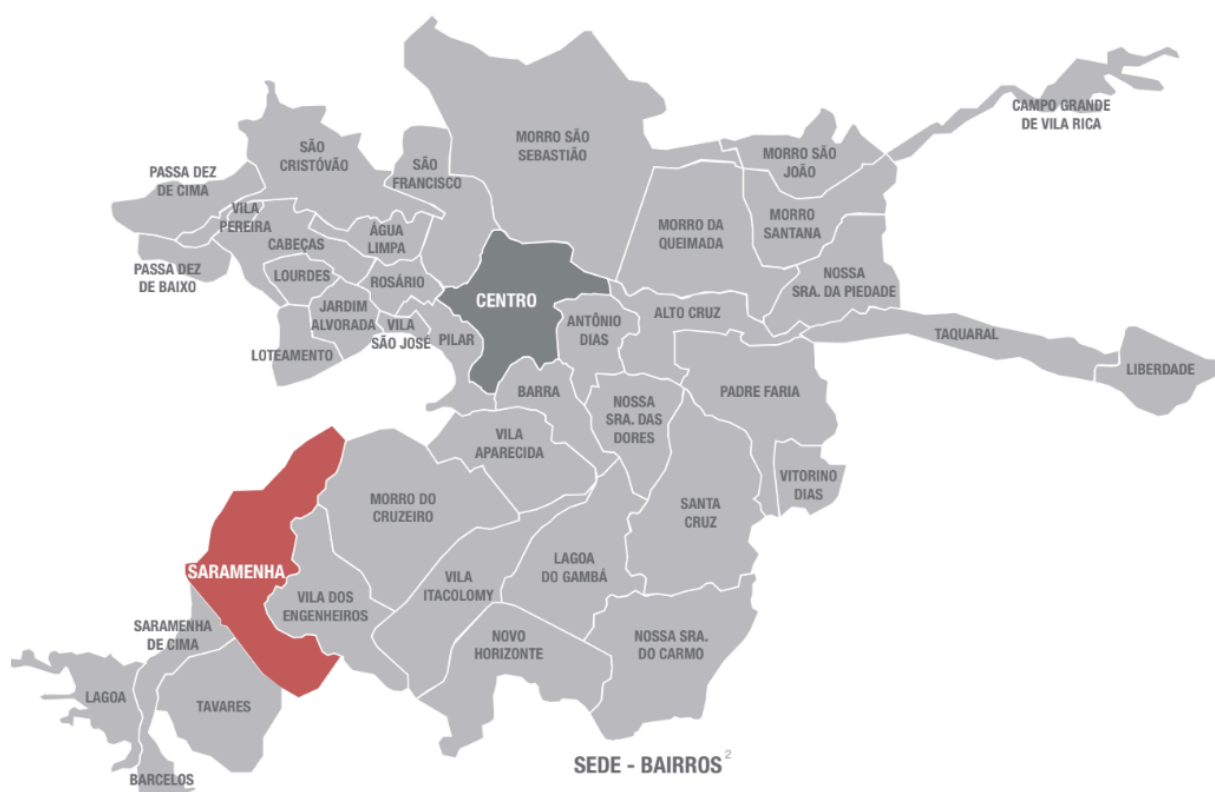 CAMPO GRANDE
DE VILA RICA
MORRO SÃO
SEBASTIÃO
SÃO
CRISTÓVÃO
MORRO SÃO
JOÃO
SÃO
FRANCISCO
PASSA DEZ
DE CIMA
VILA
PEREIRA
MORRO
SANTANA
ÁGUA
LIMPA
MORRO DA
QUEIMADA
CABEÇAS
PASSA DEZ
DE BAIXO
LOURDES
ROSÁRIO
NOSSA
SRA. DA PIEDADE
CENTRO
JARDIM
ALVORADA
VILA
SÃO JOSÉ
PILAR
ANTÔNIO
DIAS
ALTO CRUZ
TAQUARAL
LOTEAMENTO
LIBERDADE
BARRA
NOSSA
SRA. DAS
DORES
PADRE FARIA
VILA
APARECIDA
VITORINO
DIAS
MORRO DO
CRUZEIRO
SANTA
CRUZ
SARAMENHA
LAGOA
DO GAMBÁ
VILA
ITACOLOMY
VILA DOS
ENGENHEIROS
SARAMENHA
DE CIMA
NOVO
HORIZONTE
NOSSA SRA.
DO CARMO
LAGOA
TAVARES
BARCELOS
SEDE - BAIRROS 2